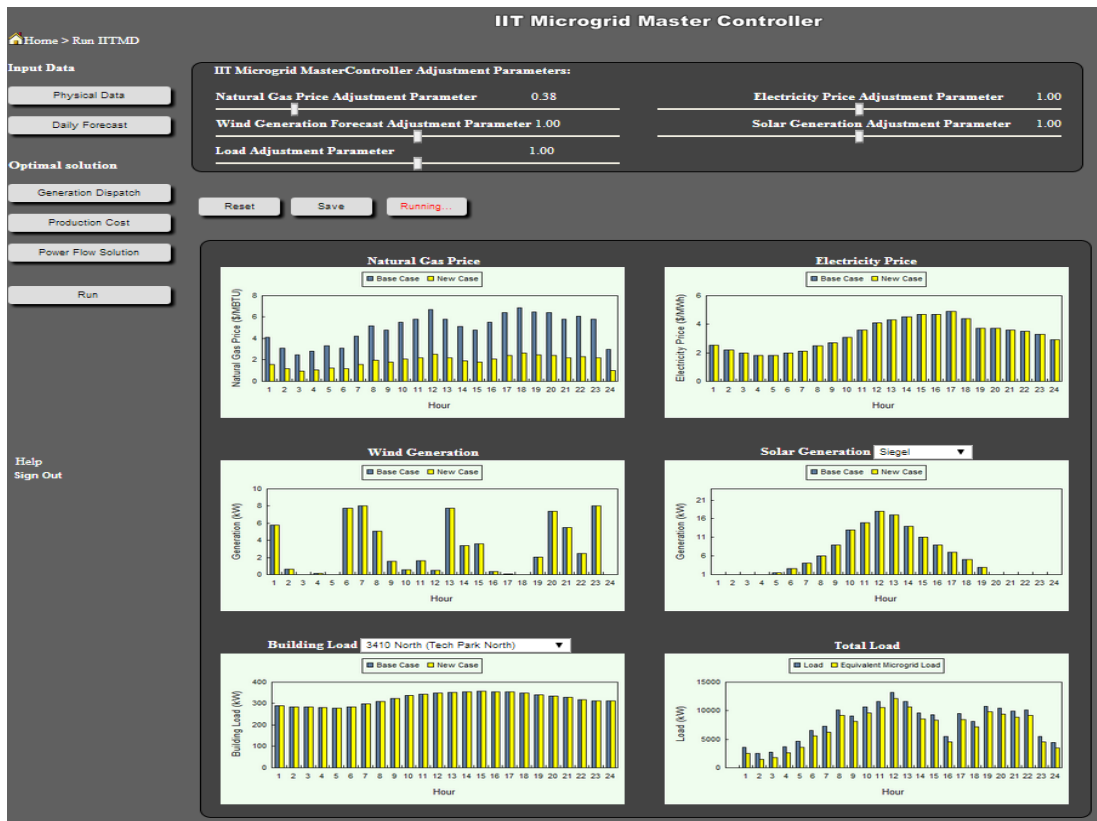 IIT Microgrid Master Controller
Home > Run IITMD
Input Data
Physical Data
Daily Forecast
Optimal solution
Generation Dispatch
Production Cost
Power Flow Solution
Run
Help
Sign Out
IIT Microgrid MasterController Adjustment Parameters:
Natural Gas Price Adjustment Parameter 0.38
Electricity Price Adjustment Parameter 1.00
Wind Generation Forecast Adjustment Parameter 1.00
Solar Generation Adjustment Parameter 1.00
Load Adjustment Parameter 1.00
Reset Save Running...
Natural Gas Price
Base Case New Case
Natural Gas Price ($/MBTU)
8
6
4
2
0
1 2 3 4 5 6 7 8 9 10 11 12 13 14 15 16 17 18 19 20 21 22 23 24
Hour
Electricity Price
Base Case New Case
Electricity Price ($/MWh)
6
4
2
0
1 2 3 4 5 6 7 8 9 10 11 12 13 14 15 16 17 18 19 20 21 22 23 24
Hour
Wind Generation
Base Case New Case
Generation (kW)
10
8
6
4
2
0
1 2 3 4 5 6 7 8 9 10 11 12 13 14 15 16 17 18 19 20 21 22 23 24
Hour
Solar Generation Siegel
Base Case New Case
Generation (kW)
21
16
11
6
1
1 2 3 4 5 6 7 8 9 10 11 12 13 14 15 16 17 18 19 20 21 22 23 24
Hour
Building Load 3410 North (Tech Park North)
Base Case New Case
Building Load (kW)
400
300
200
100
0
1 2 3 4 5 6 7 8 9 10 11 12 13 14 15 16 17 18 19 20 21 22 23 24
Hour
Total Load
Load Equivalent Microgrid Load
Load (kW)
15000
10000
5000
0
1 2 3 4 5 6 7 8 9 10 11 12 13 14 15 16 17 18 19 20 21 22 23 24
Hour